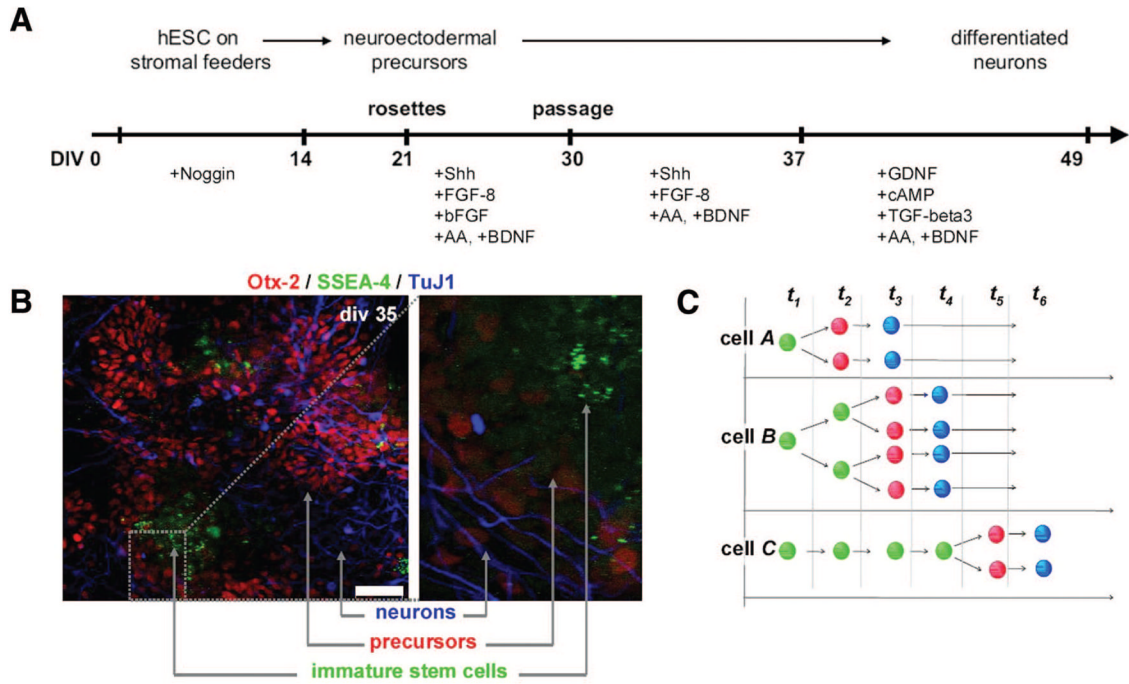 A
hESC on
stromal feeders
neuroectodermal
precursors
differentiated
neurons
rosettes
passage
DIV 0
14
21
30
37
49
+Noggin
+Shh
+FGF-8
+bFGF
+AA, +BDNF
+Shh
+FGF-8
+AA, +BDNF
+GDNF
+cAMP
+TGF-beta3
+AA, +BDNF
B
Otx-2 / SSEA-4 / TuJ1
div 35
neurons
precursors
immature stem cells
C
t1 t2 t3 t4 t5 t6
cell A
cell B
cell C